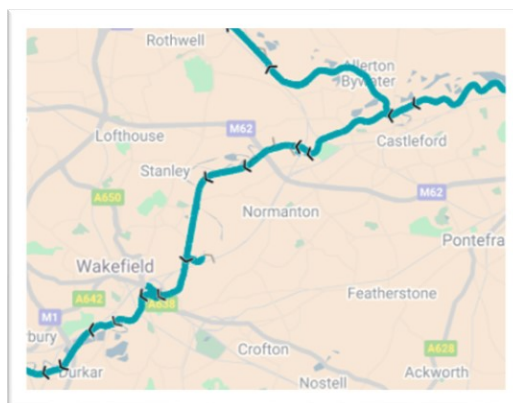 Rothwell
Allerton
Bywater
Lofthouse
M62
Castleford
Stanley
A650
M62
Normanton
Pontefra
Wakefield
A642
A638
Featherstone
M1
bury
Crofton
A628
Durkar
Ackworth
Nostell